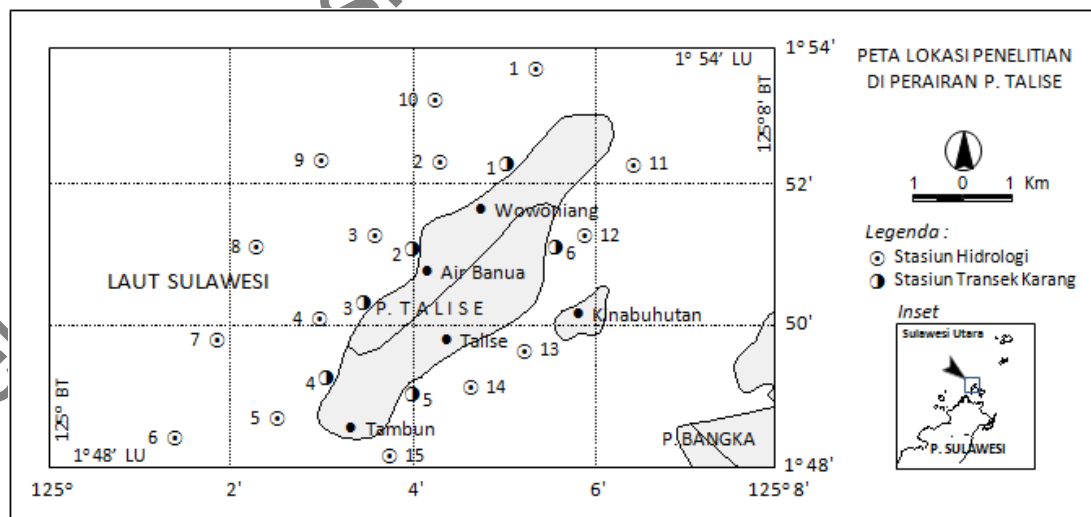 1° 54'
1° 54' LU
PETA LOKASI PENELITIAN
DI PERAIRAN P. TALISE
125° 8' BT
1
10
9
2
1
11
52'
1 0 1 Km
Wowoniang
Legenda :
Stasiun Hidrologi
Stasiun Transek Karang
3
12
8
2
6
Air Banua
LAUT SULAWESI
3
P. TALISE
4
Kinabuhutan
50'
Inset
Sulawesi Utara
7
Talise
13
4
14
5
125° BT
5
6
Tambun
P.BANGKA
P. SULAWESI
1° 48' LU
15
1° 48'
125°
2'
4'
6'
125° 8'